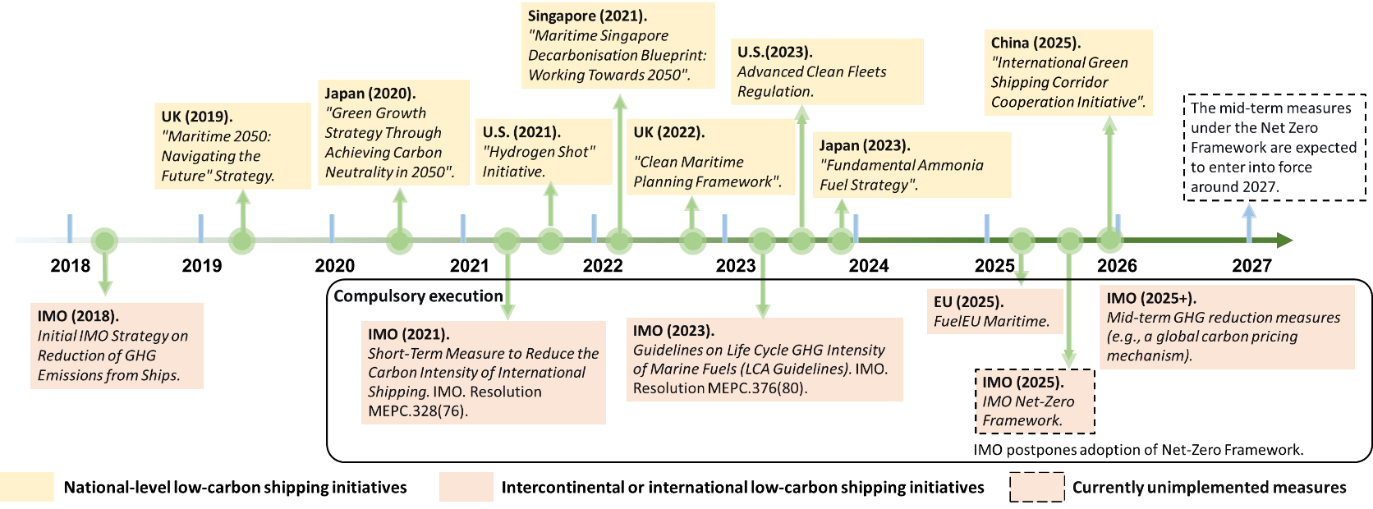 Singapore (2021).
"Maritime Singapore
Decarbonisation Blueprint:
Working Towards 2050".
U.S.(2023).
Advanced Clean Fleets
Regulation.
China (2025).
"International Green
Shipping Corridor
Cooperation Initiative".
UK (2019).
"Maritime 2050:
Navigating the
Future" Strategy.
Japan (2020).
"Green Growth
Strategy Through
Achieving Carbon
Neutrality in 2050".
U.S. (2021).
"Hydrogen Shot"
Initiative.
UK (2022).
"Clean Maritime
Planning Framework".
Japan (2023).
"Fundamental Ammonia
Fuel Strategy".
The mid-term measures
under the Net Zero
Framework are expected
to enter into force
around 2027.
2018 2019 2020 2021 2022 2023 2024 2025 2026 2027
Compulsory execution
IMO (2018).
Initial IMO Strategy on
Reduction of GHG
Emissions from Ships.
IMO (2021).
Short-Term Measure to Reduce the
Carbon Intensity of International
Shipping. IMO. Resolution
MEPC.328(76).
IMO (2023).
Guidelines on Life Cycle GHG Intensity
of Marine Fuels (LCA Guidelines). IMO.
Resolution MEPC.376(80).
EU (2025).
FuelEU Maritime.
IMO (2025+).
Mid-term GHG reduction measures
(e.g., a global carbon pricing
mechanism).
IMO (2025).
IMO Net-Zero
Framework.
IMO postpones adoption of Net-Zero Framework.
National-level low-carbon shipping initiatives
Intercontinental or international low-carbon shipping initiatives
Currently unimplemented measures